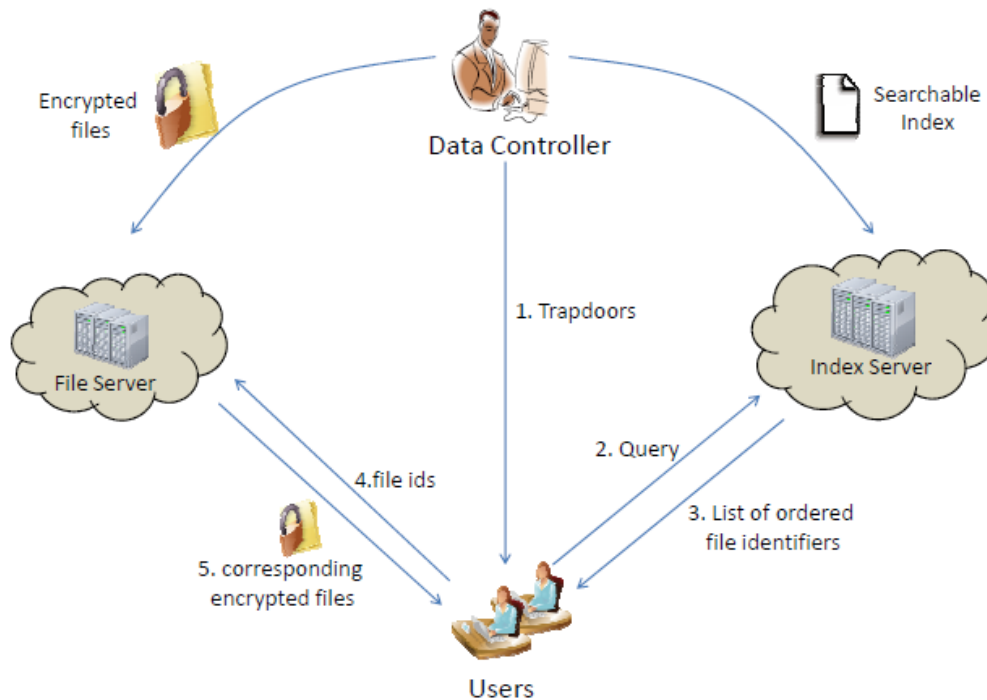 Encrypted
files
Data Controller
Searchable
Index
1. Trapdoors
File Server
Index Server
2. Query
4.file ids
3. List of ordered
file identifiers
5. corresponding
encrypted files
Users